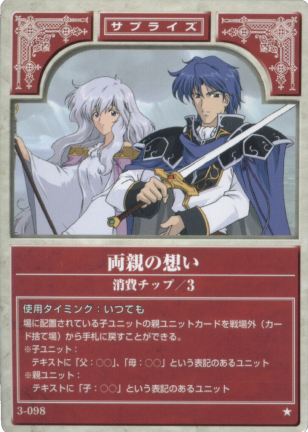 サプライズ
両親の想い
消費チップ/3
使用タイミング：いつでも
場に配置されている子ユニットの親ユニットカードを戦場外（カー
ド捨て場）から手札に戻すことができる。
※子ユニット：
テキストに「父：○○」、「母：○○」という表記のあるユニット
※親ユニット：
テキストに「子：○○」という表記のあるユニット
3-098
★